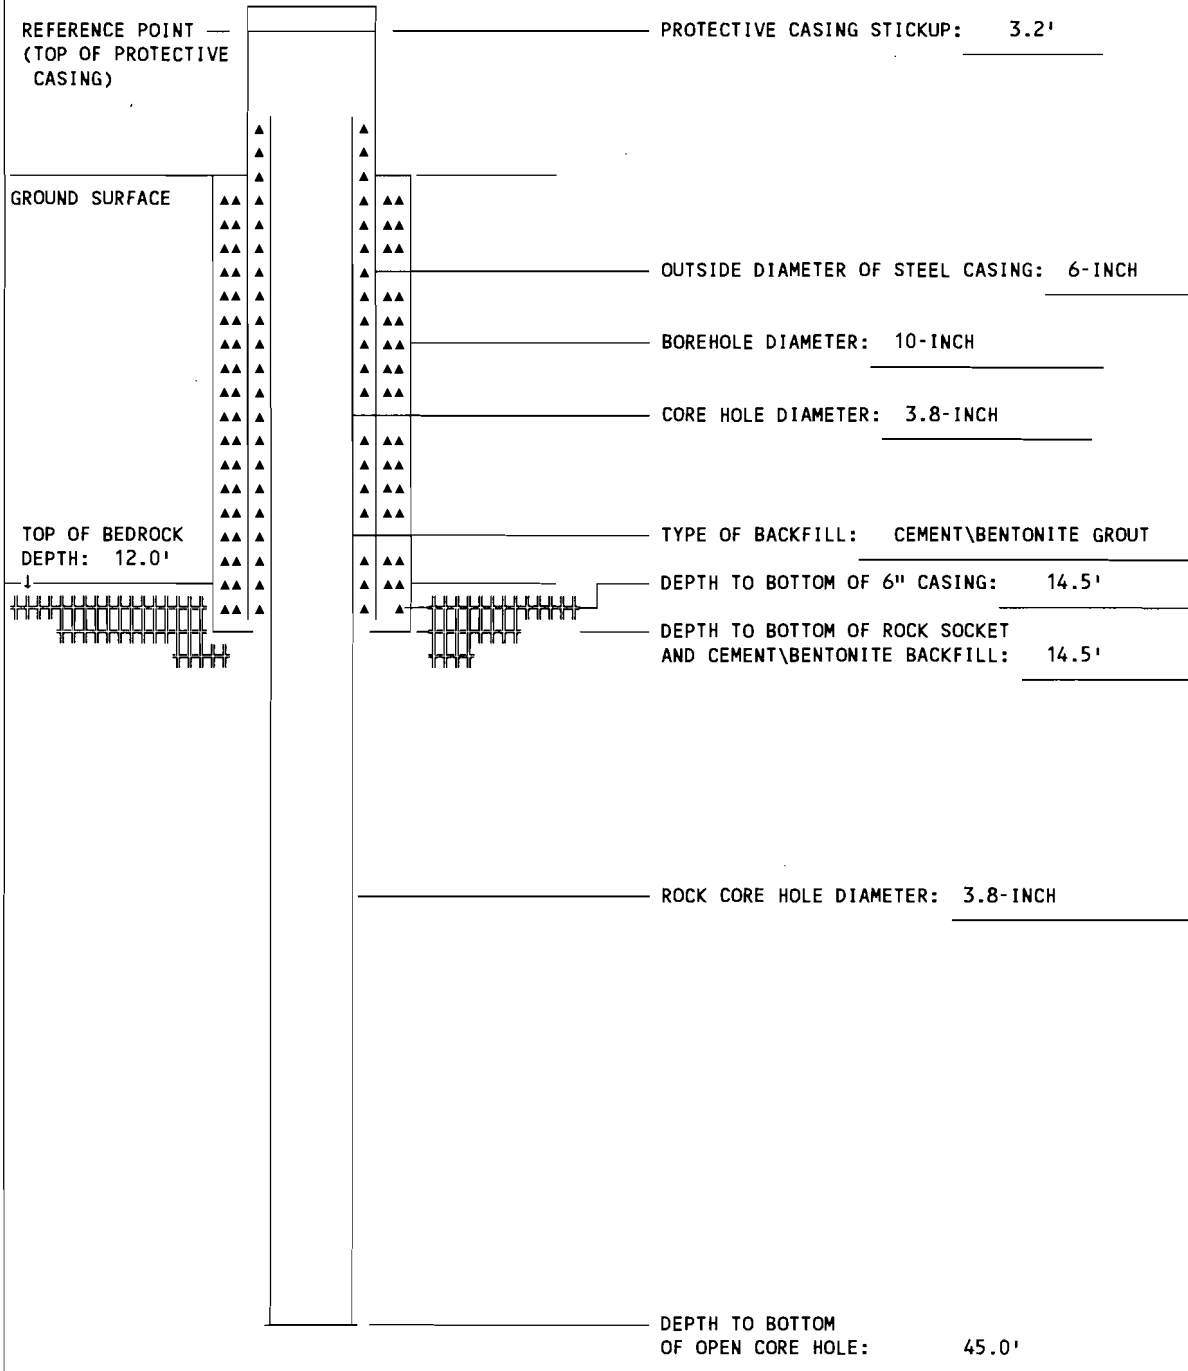 REFERENCE POINT
(TOP OF PROTECTIVE
CASING)
PROTECTIVE CASING STICKUP: 3.2'
GROUND SURFACE
OUTSIDE DIAMETER OF STEEL CASING: 6-INCH
BOREHOLE DIAMETER: 10-INCH
CORE HOLE DIAMETER: 3.8-INCH
TOP OF BEDROCK
DEPTH: 12.0'
TYPE OF BACKFILL: CEMENT\BENTONITE GROUT
DEPTH TO BOTTOM OF 6" CASING: 14.5'
DEPTH TO BOTTOM OF ROCK SOCKET
AND CEMENT\BENTONITE BACKFILL: 14.5'
ROCK CORE HOLE DIAMETER: 3.8-INCH
DEPTH TO BOTTOM
OF OPEN CORE HOLE: 45.0'